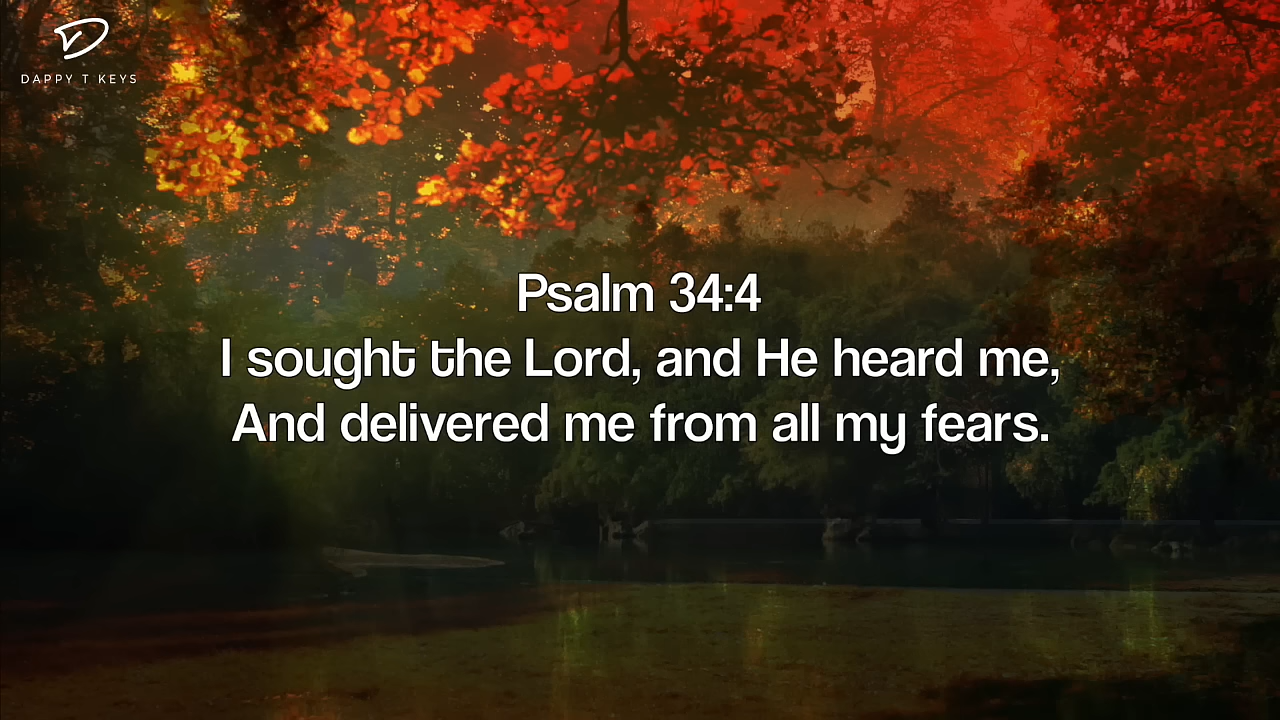 DAPPY T KEYS
Psalm 34:4
I sought the Lord, and He heard me,
And delivered me from all my fears.